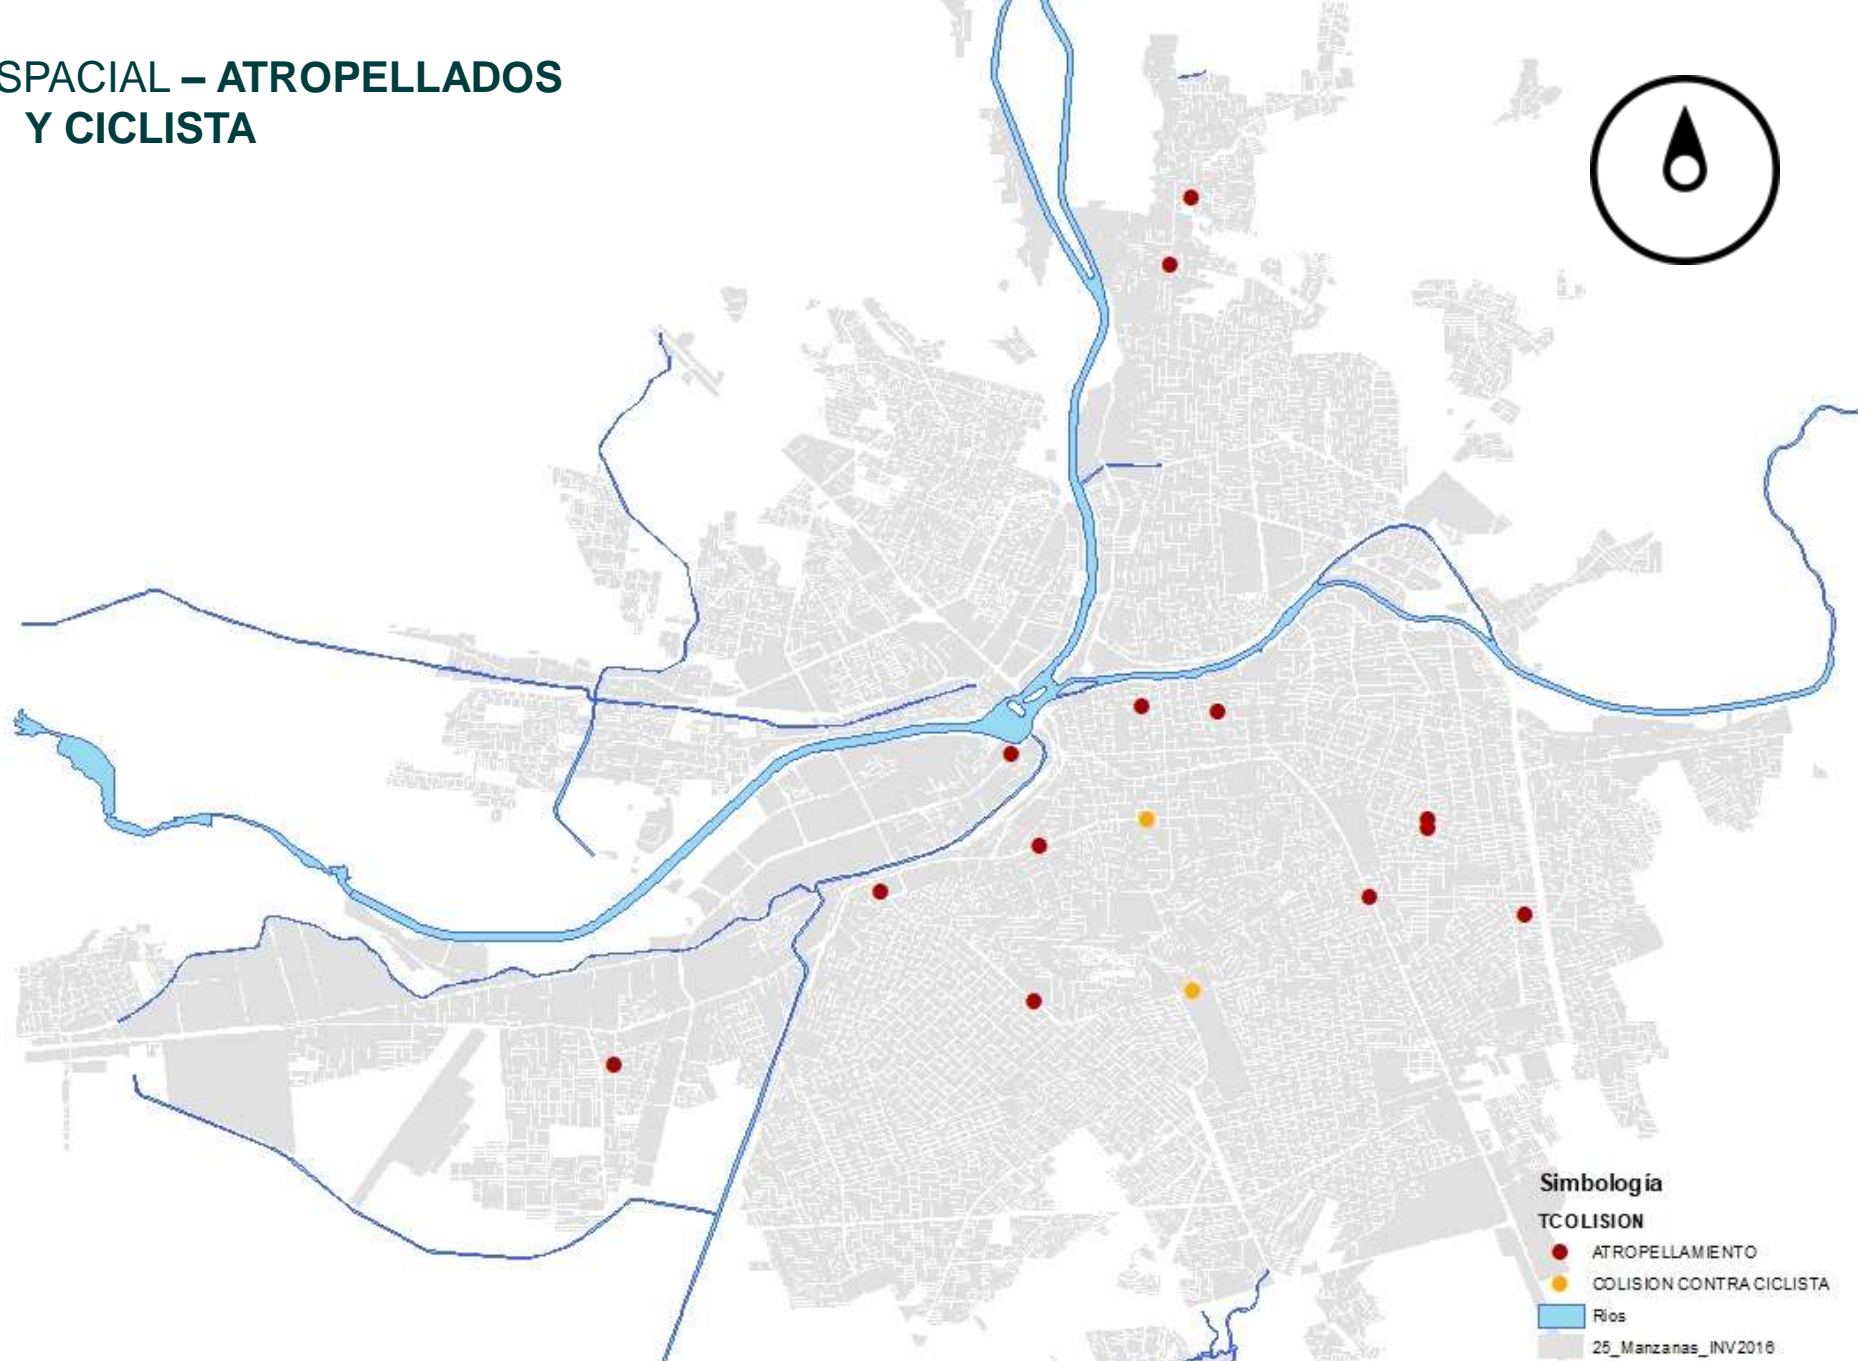 SPACIAL – ATROPELLADOS
Y CICLISTA
Simbología
TCOLISION
ATROPELLAMIENTO
COLISION CONTRA CICLISTA
Rios
25_Manzanas_INV2016